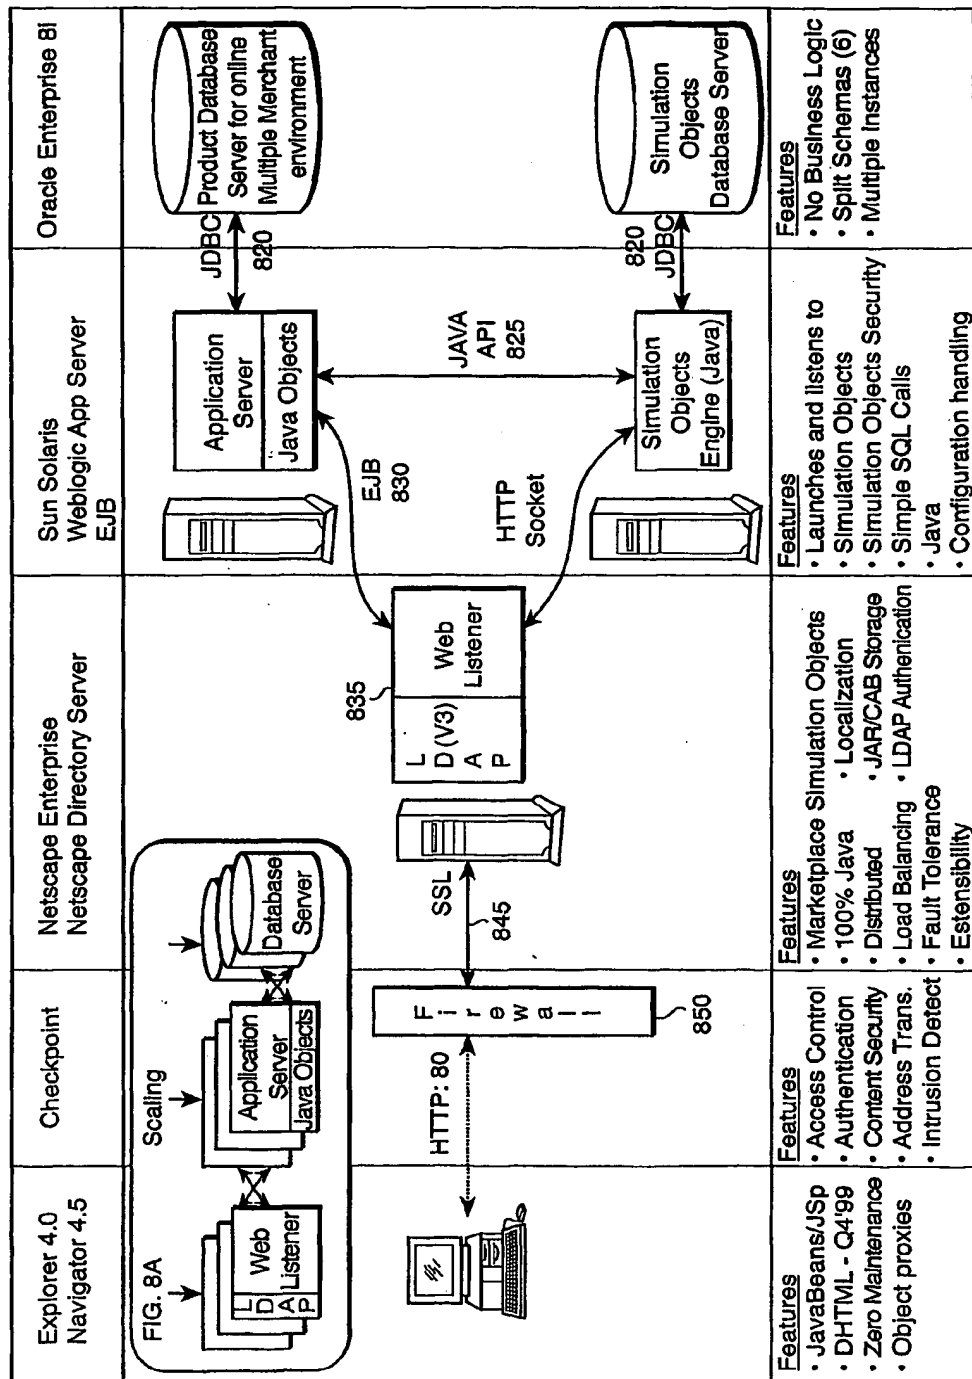 Explorer 4.0
Navigator 4.5
Checkpoint
Netscape Enterprise
Netscape Directory Server
Sun Solaris
Weblogic App Server
EJB
Oracle Enterprise 8i
FIG. 8A
Scaling
L
D
A
P
Web
Listener
Application
Server
Java Objects
Database
Server
HTTP: 80
F
i
r
e
w
a
l
l
850
SSL
845
L
D (V3)
A
P
Web
Listener
835
EJB
830
HTTP
Socket
Application
Server
Java Objects
JAVA
API
825
Simulation
Objects
Engine (Java)
JDBC
820
820
JDBC
Product Database
Server for online
Multiple Merchant
environment
Simulation
Objects
Database Server
Features
• JavaBeans/JSp
• DHTML - Q4'99
• Zero Maintenance
• Object proxies
Features
• Access Control
• Authentication
• Content Security
• Address Trans.
• Intrusion Detect
Features
• Marketplace Simulation Objects
• 100% Java • Localization
• Distributed • JAR/CAB Storage
• Load Balancing • LDAP Authenication
• Fault Tolerance
• Estensibility
Features
• Launches and listens to
• Simulation Objects
• Simulation Objects Security
• Simple SQL Calls
• Java
• Configuration handling
Features
• No Business Logic
• Split Schemas (6)
• Multiple Instances